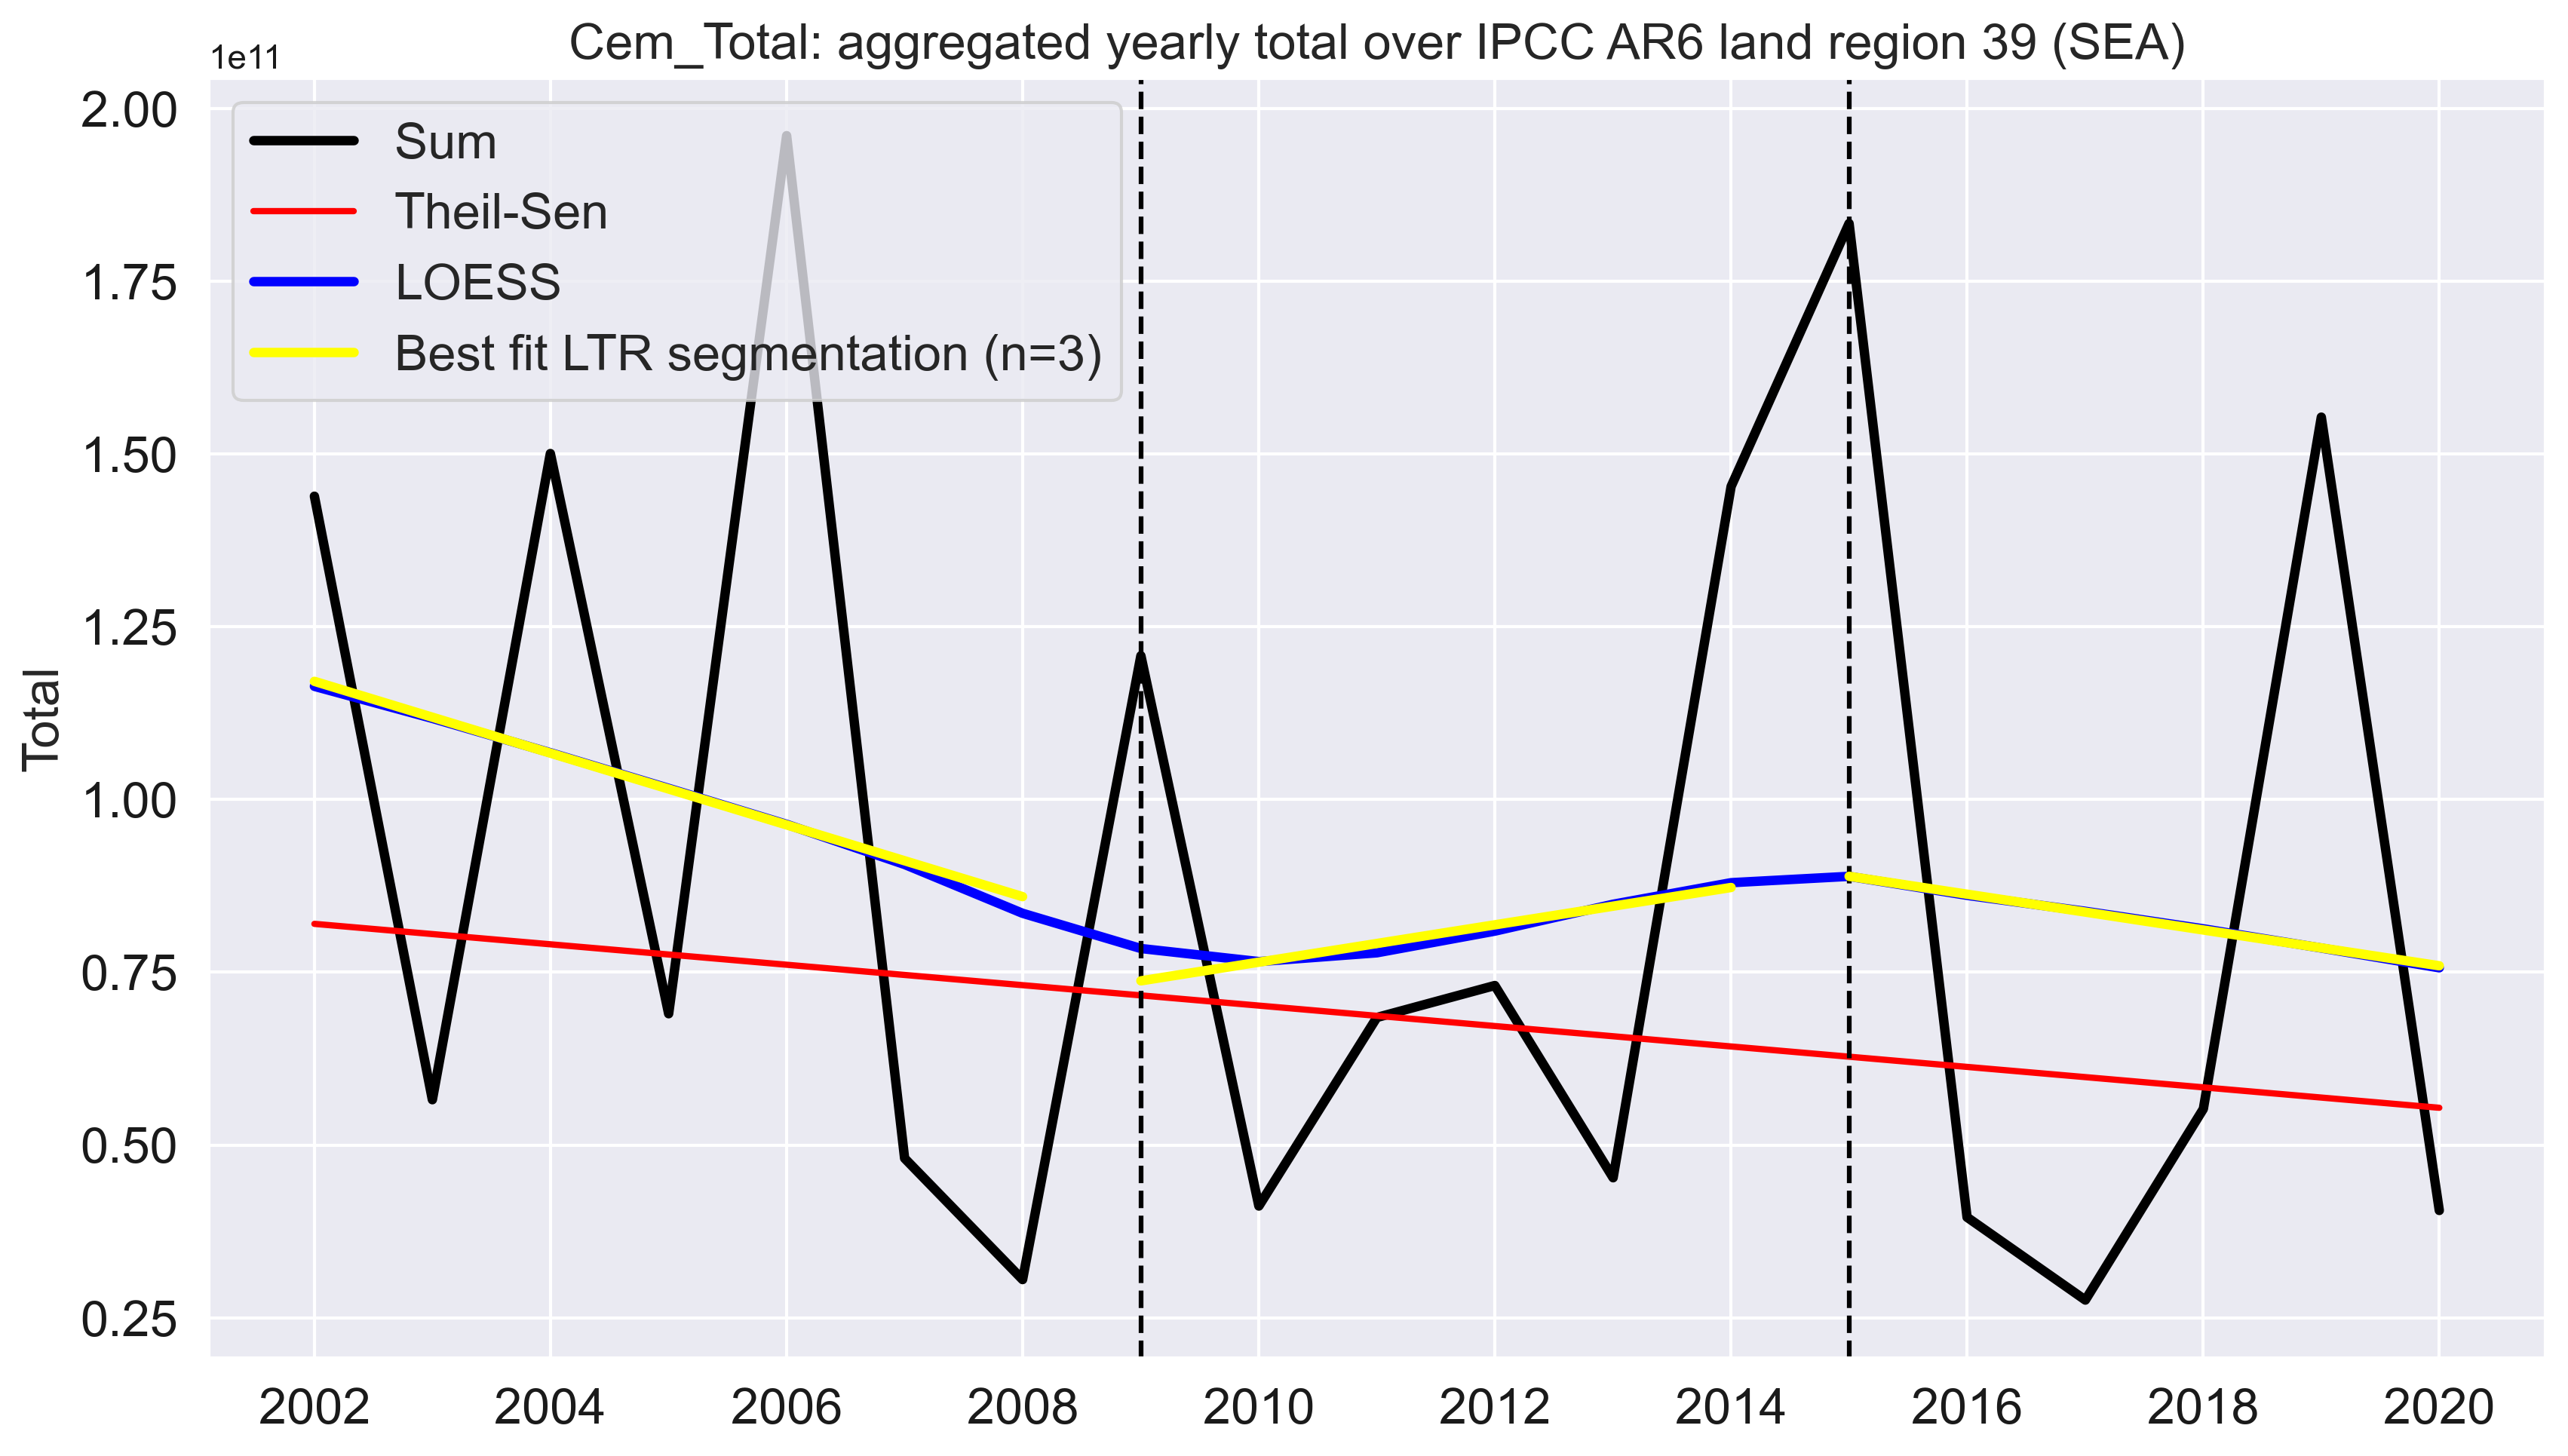 Cem_Total: aggregated yearly total over IPCC AR6 land region 39 (SEA)
1e11
2.00
1.75
1.50
1.25
1.00
0.75
0.50
0.25
Total
Sum
Theil-Sen
LOESS
Best fit LTR segmentation (n=3)
2002 2004 2006 2008 2010 2012 2014 2016 2018 2020